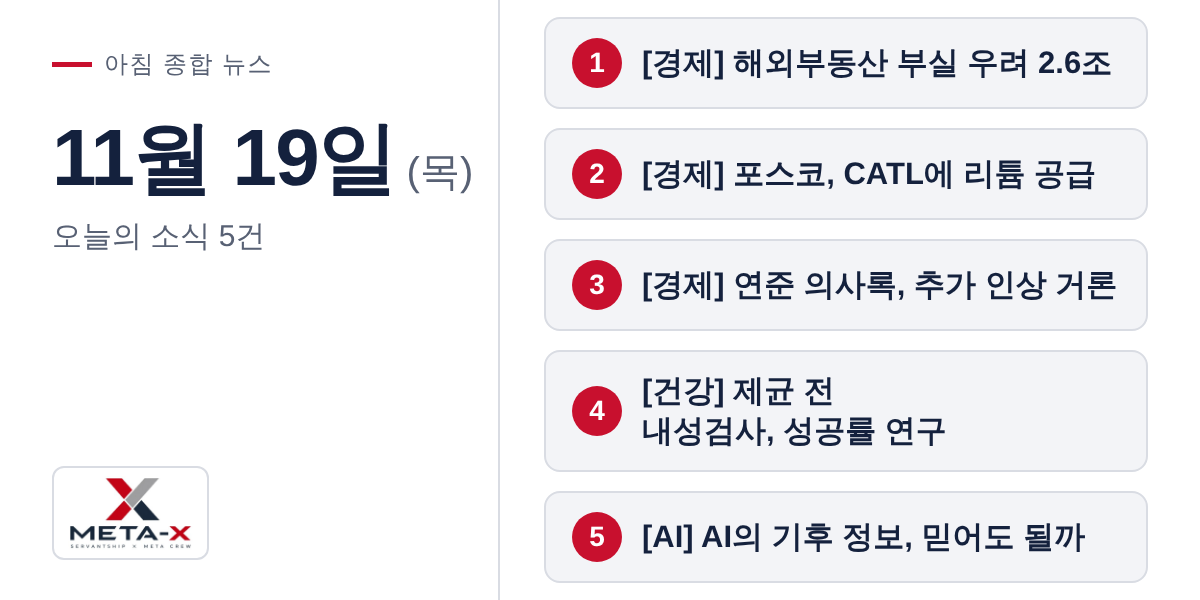 아침 종합 뉴스
11월 19일 (목)
오늘의 소식 5건
META-X
SERVANTSHIP × META CREW
1 [경제] 해외부동산 부실 우려 2.6조
2 [경제] 포스코, CATL에 리튬 공급
3 [경제] 연준 의사록, 추가 인상 거론
4 [건강] 제균 전
내성검사, 성공률 연구
5 [AI] AI의 기후 정보, 믿어도 될까